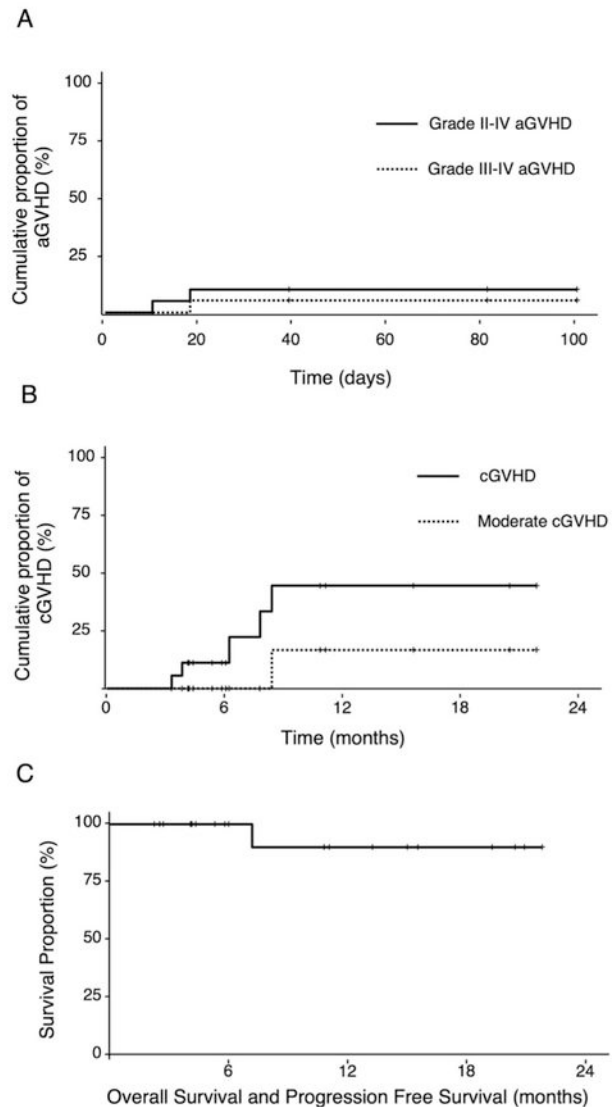 A
Cumulative proportion of
aGVHD (%)
100
75
50
25
Grade II-IV aGVHD
Grade III-IV aGVHD
0 20 40 60 80 100
Time (days)
B
Cumulative proportion of
cGVHD (%)
100
75
50
25
cGVHD
Moderate cGVHD
0 6 12 18 24
Time (months)
C
Survival Proportion (%)
100
75
50
25
0
6 12 18 24
Overall Survival and Progression Free Survival (months)